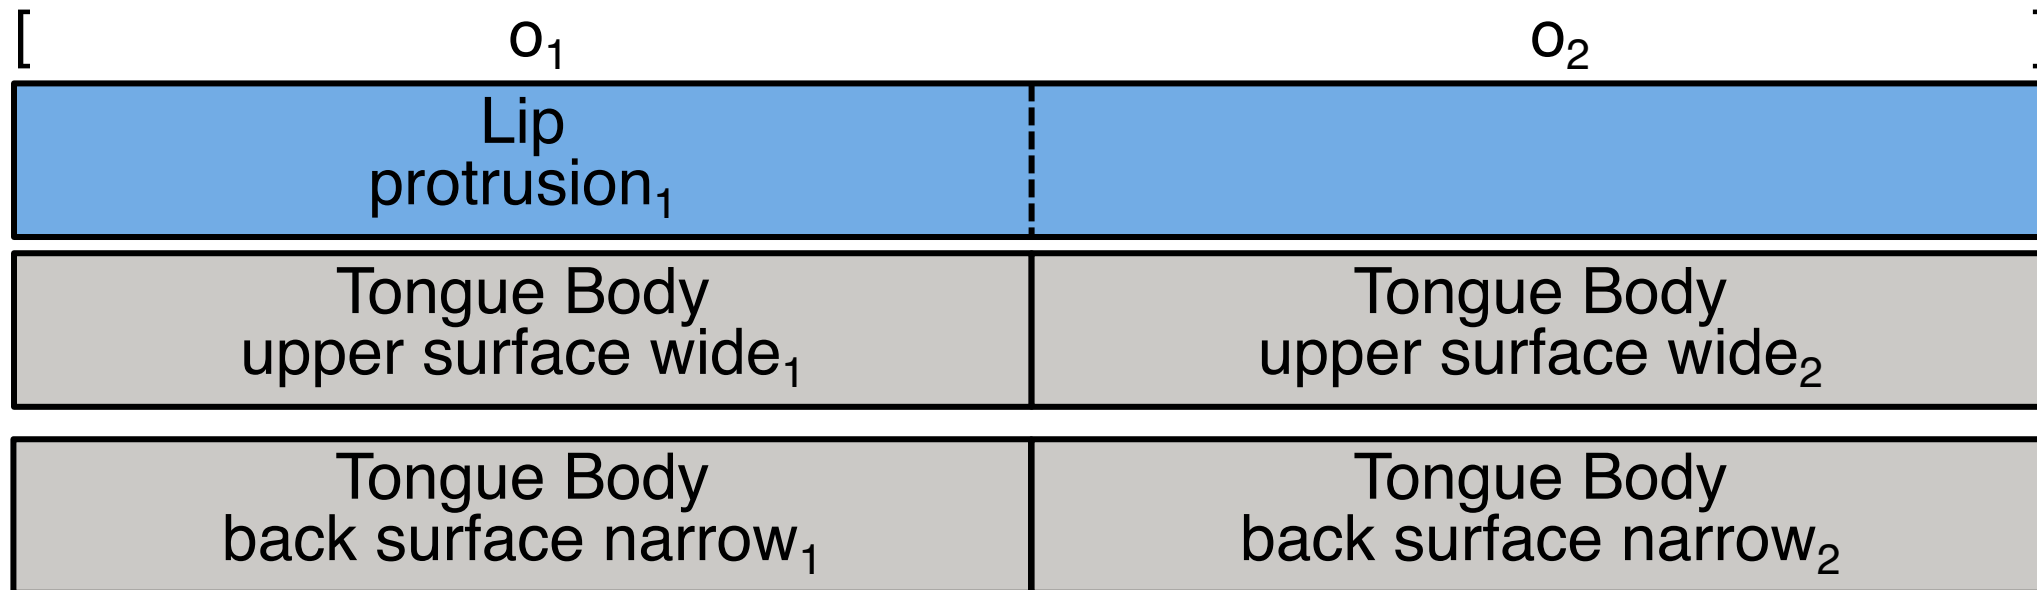 [ o₁ o₂ ]
Lip
protrusion₁
Tongue Body Tongue Body
upper surface wide₁ upper surface wide₂
Tongue Body Tongue Body
back surface narrow₁ back surface narrow₂